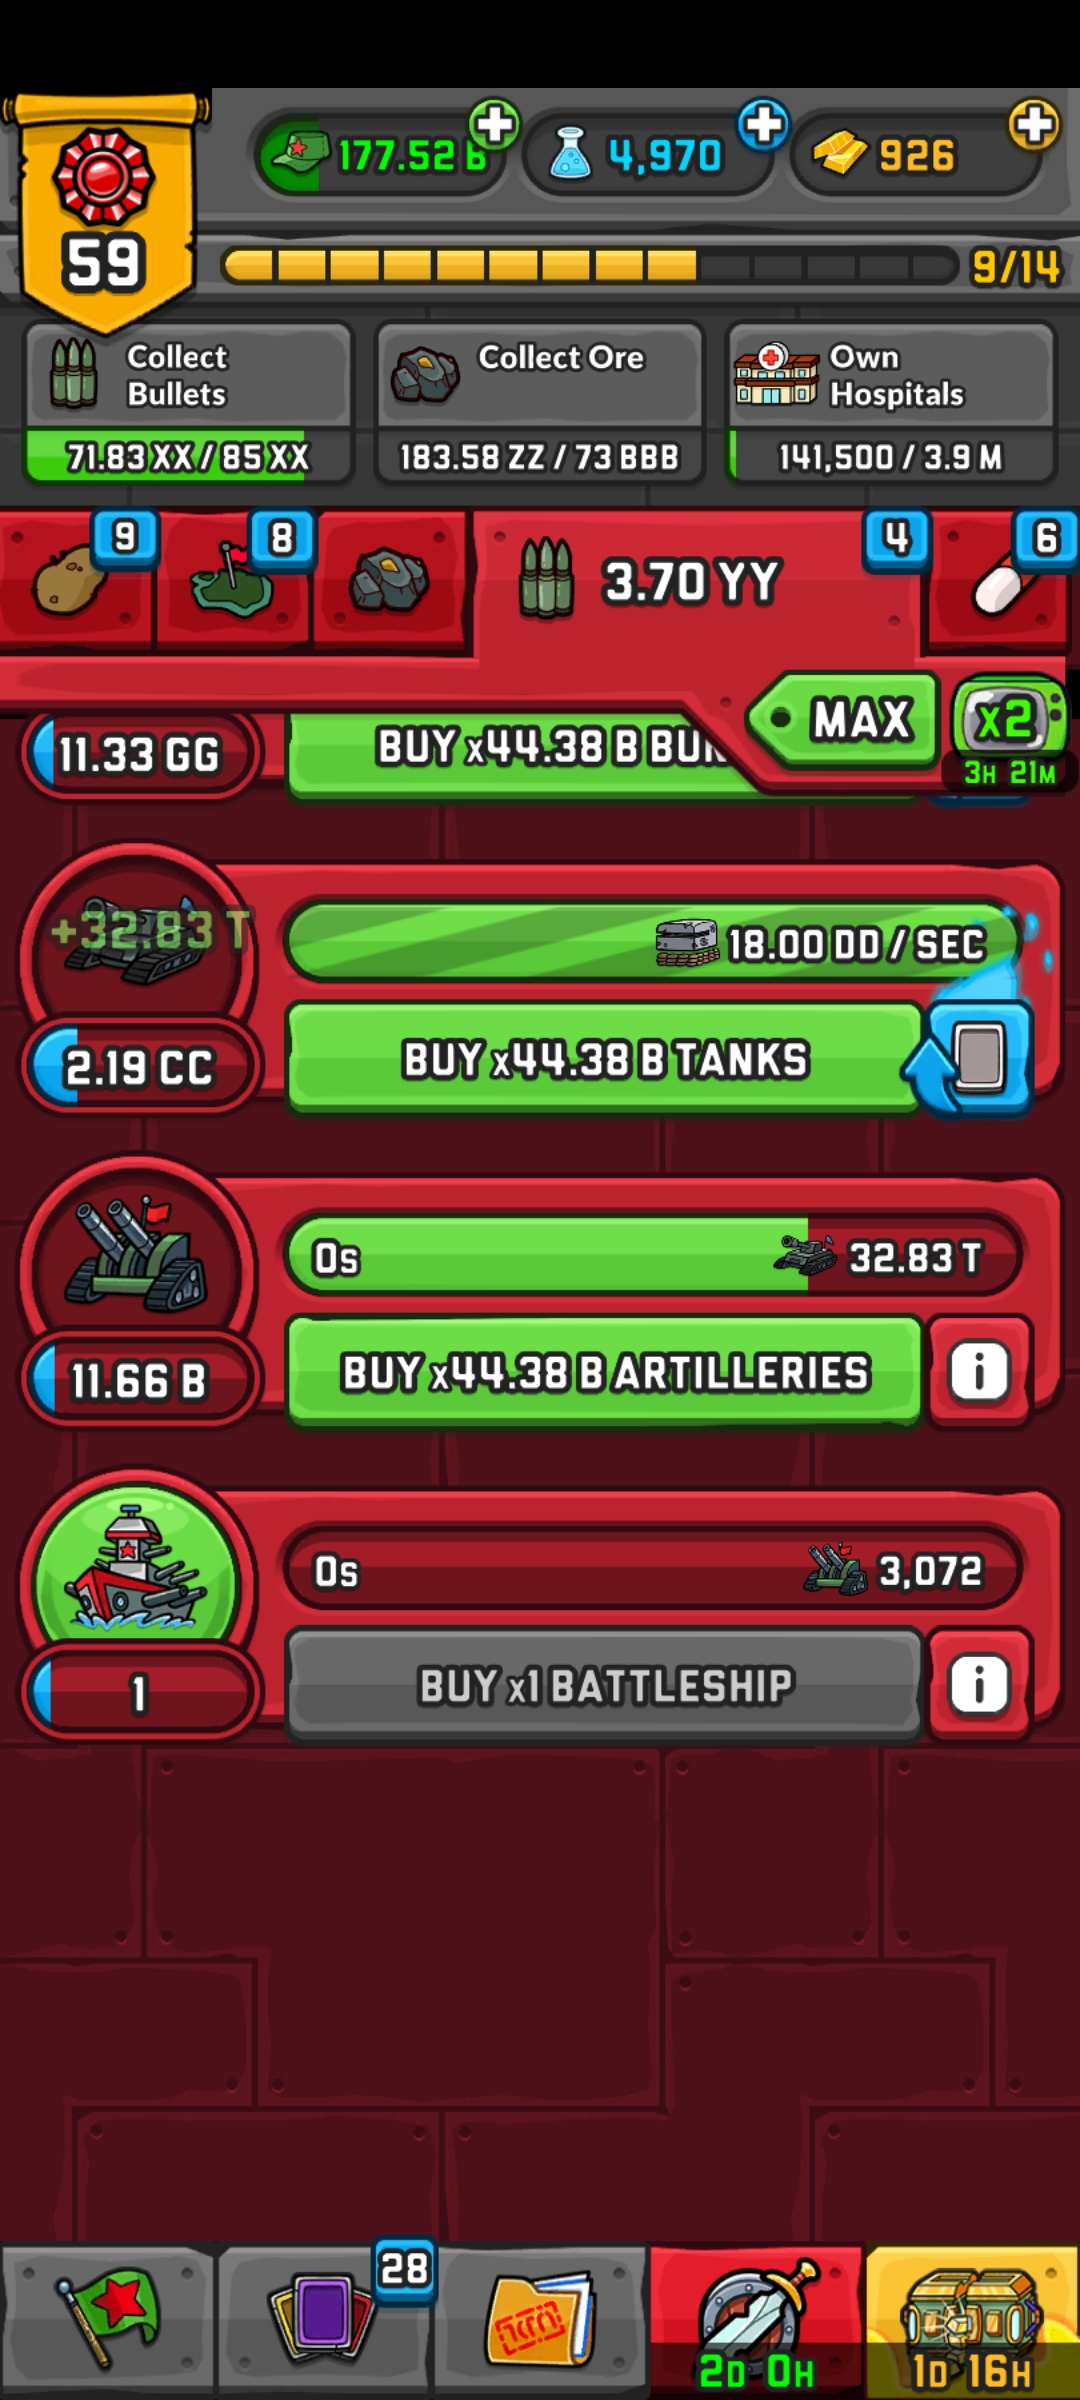 177.52 B
4,970
926
59
9/14
Collect Bullets
71.83 XX / 85 XX
Collect Ore
183.58 ZZ / 73 BBB
Own Hospitals
141,500 / 3.9 M
9
8
3.70 YY
4
6
MAX
x2
3H 21M
11.33 GG
BUY x44.38 B
+32.83 T
18.00 DD / SEC
2.19 CC
BUY x44.38 B TANKS
0s
32.83 T
11.66 B
BUY x44.38 B ARTILLERIES
i
0s
3,072
1
BUY x1 BATTLESHIP
i
28
2D 0H
1D 16H